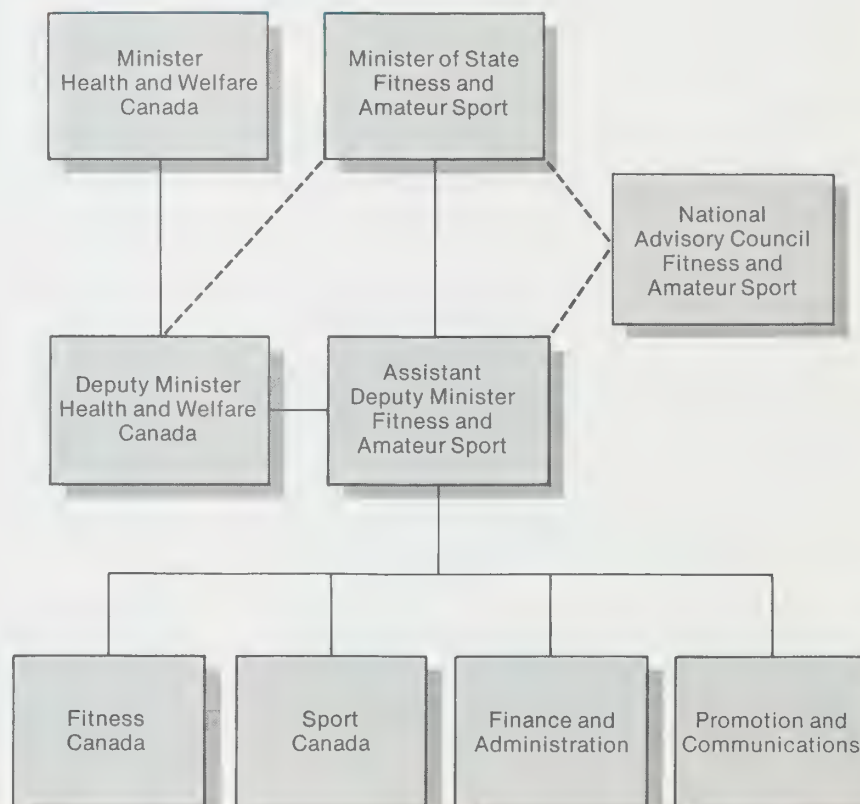 Minister
Health and Welfare
Canada
Minister of State
Fitness and
Amateur Sport
National
Advisory Council
Fitness and
Amateur Sport
Deputy Minister
Health and Welfare
Canada
Assistant
Deputy Minister
Fitness and
Amateur Sport
Fitness
Canada
Sport
Canada
Finance and
Administration
Promotion and
Communications